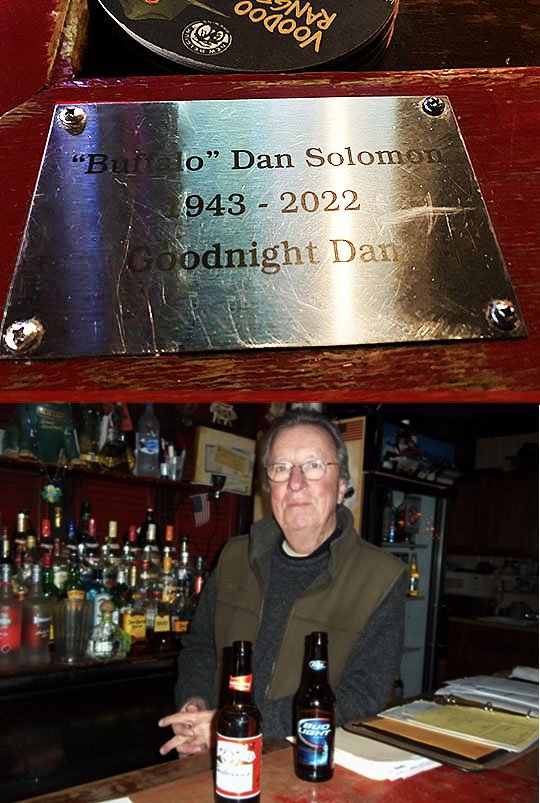 VOODOO
RANGER
"Buffalo" Dan Solomon
1943 - 2022
Goodnight Dan
BUD
LIGHT